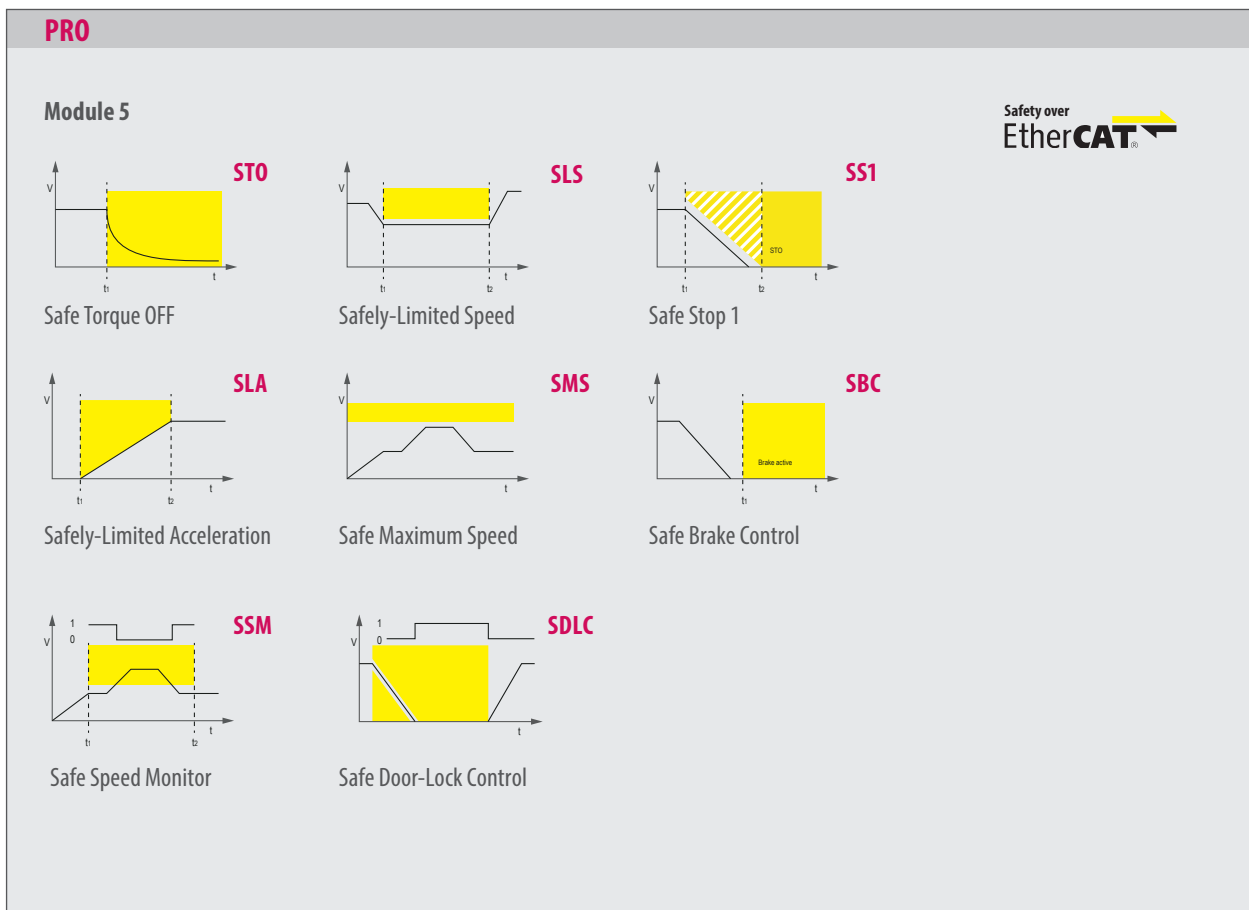 PRO
Module 5
Safety over
EtherCAT®
STO
V
t
t1
Safe Torque OFF
SLS
V
t
t1
t2
Safely-Limited Speed
SS1
V
STO
t
t1
t2
Safe Stop 1
SLA
V
t
t1
t2
Safely-Limited Acceleration
SMS
V
t
Safe Maximum Speed
SBC
V
Brake active
t
t1
Safe Brake Control
SSM
1
0
V
t
t1
t2
Safe Speed Monitor
SDLC
1
0
V
t
Safe Door-Lock Control